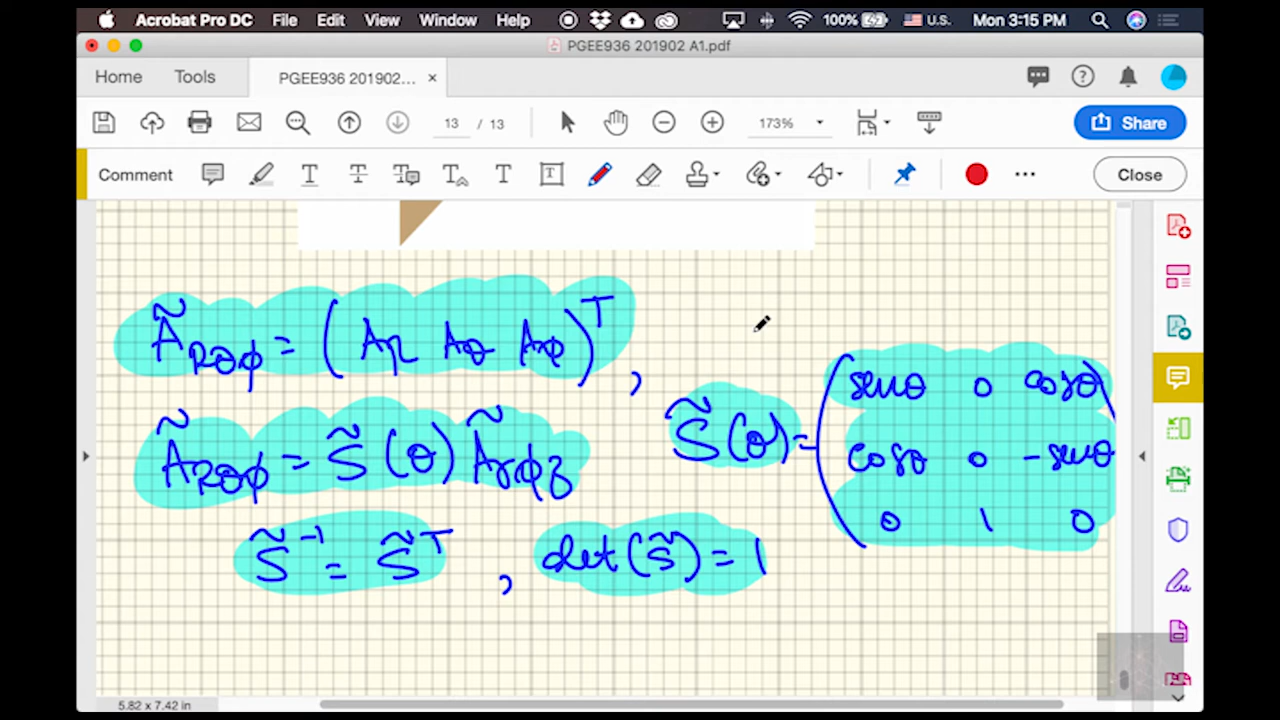 Acrobat Pro DC File Edit View Window Help 100% U.S. Mon 3:15 PM
PGEE936 201902 A1.pdf
Home Tools PGEE936 201902... ×
13 / 13 173% Share
Comment T T T T T Close
Ã_Rθφ = (A_R A_θ A_φ)^T ,
Ã_Rθφ = S̃(θ) Ã_rφz
S̃(θ) = ( senθ 0 cosθ
cosθ 0 -senθ
0 1 0
S̃^-1 = S̃^T , det(S̃) = 1
5.82 x 7.42 in